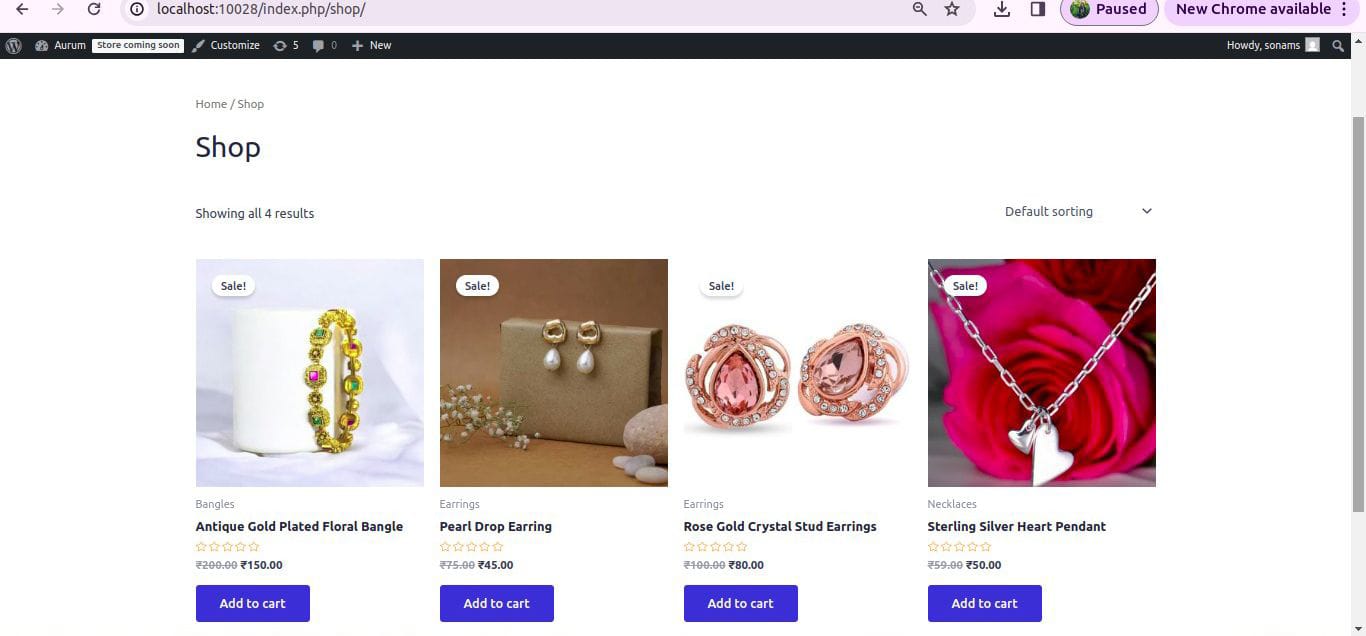 localhost:10028/index.php/shop/
Paused
New Chrome available
Aurum
Store coming soon
Customize
5
0
New
Howdy, sonams
Home / Shop
Shop
Showing all 4 results
Default sorting
Sale!
Sale!
Sale!
Sale!
Bangles
Antique Gold Plated Floral Bangle
₹200.00 ₹150.00
Add to cart
Earrings
Pearl Drop Earring
₹75.00 ₹45.00
Add to cart
Earrings
Rose Gold Crystal Stud Earrings
₹100.00 ₹80.00
Add to cart
Necklaces
Sterling Silver Heart Pendant
₹59.00 ₹50.00
Add to cart